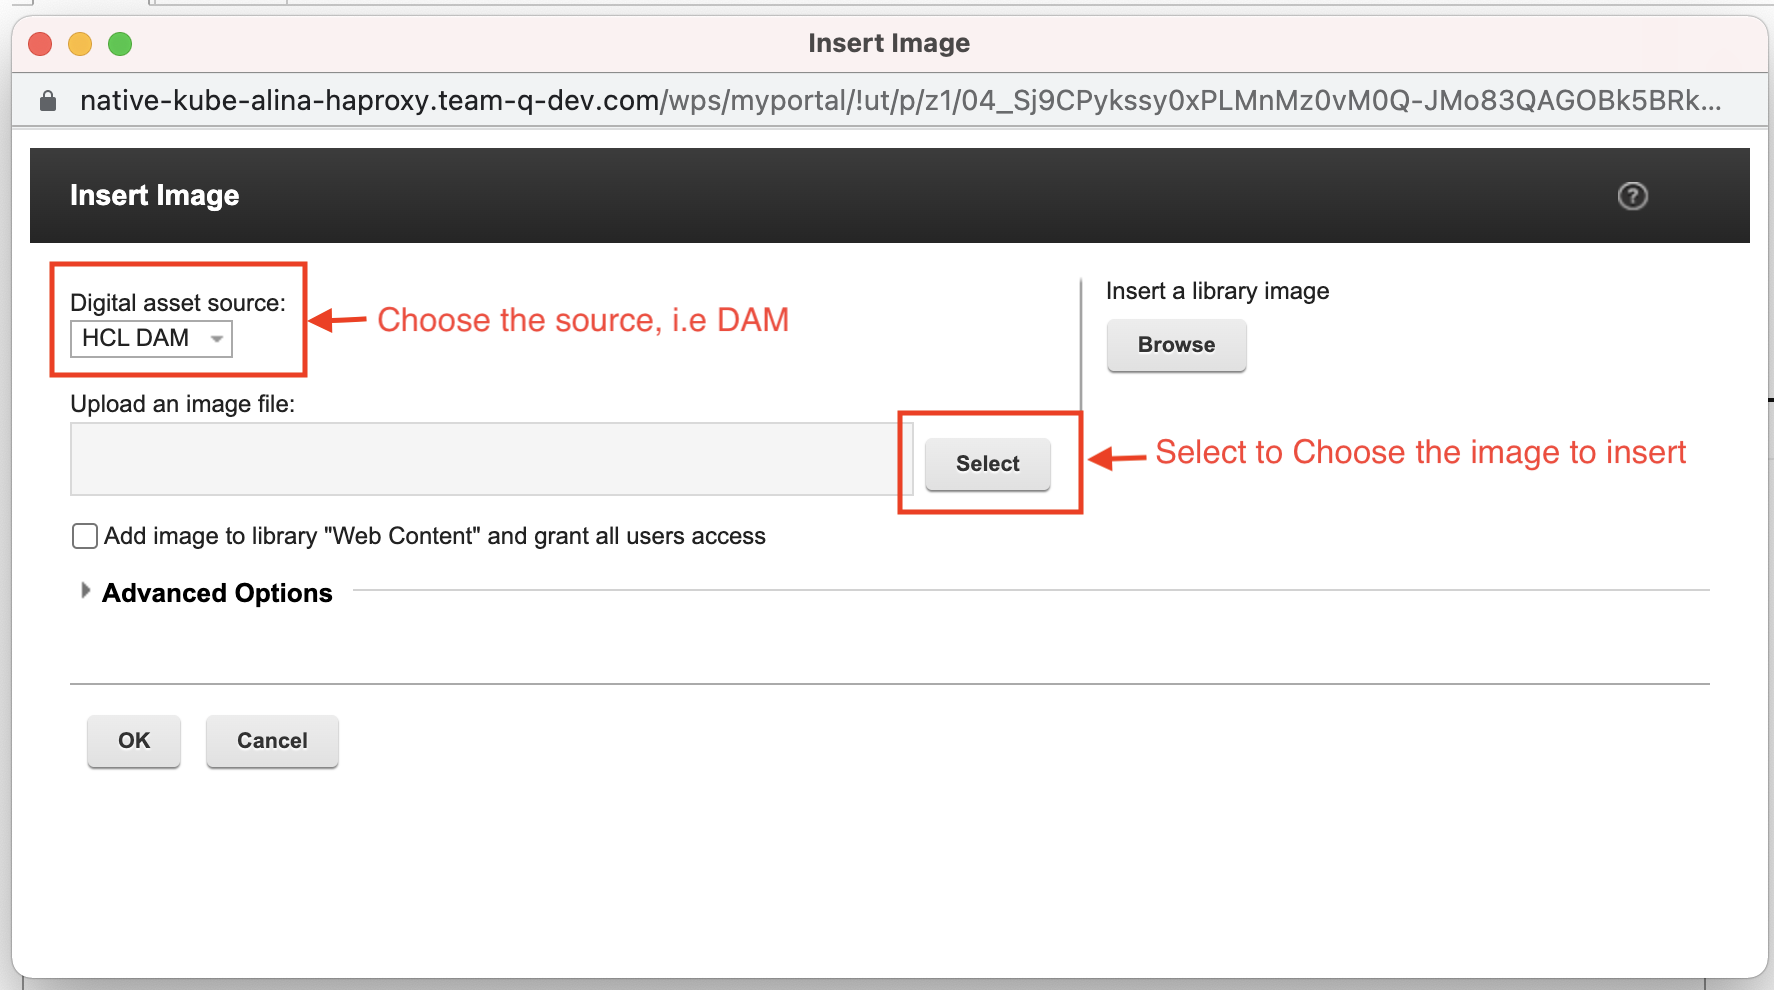 Insert Image
native-kube-alina-haproxy.team-q-dev.com/wps/myportal/!ut/p/z1/04_Sj9CPykssy0xPLMnMz0vM0Q-JMo83QAGOBk5BRk...
Insert Image
?
Digital asset source:
HCL DAM
Choose the source, i.e DAM
Insert a library image
Browse
Upload an image file:
Select
Select to Choose the image to insert
Add image to library "Web Content" and grant all users access
Advanced Options
OK
Cancel